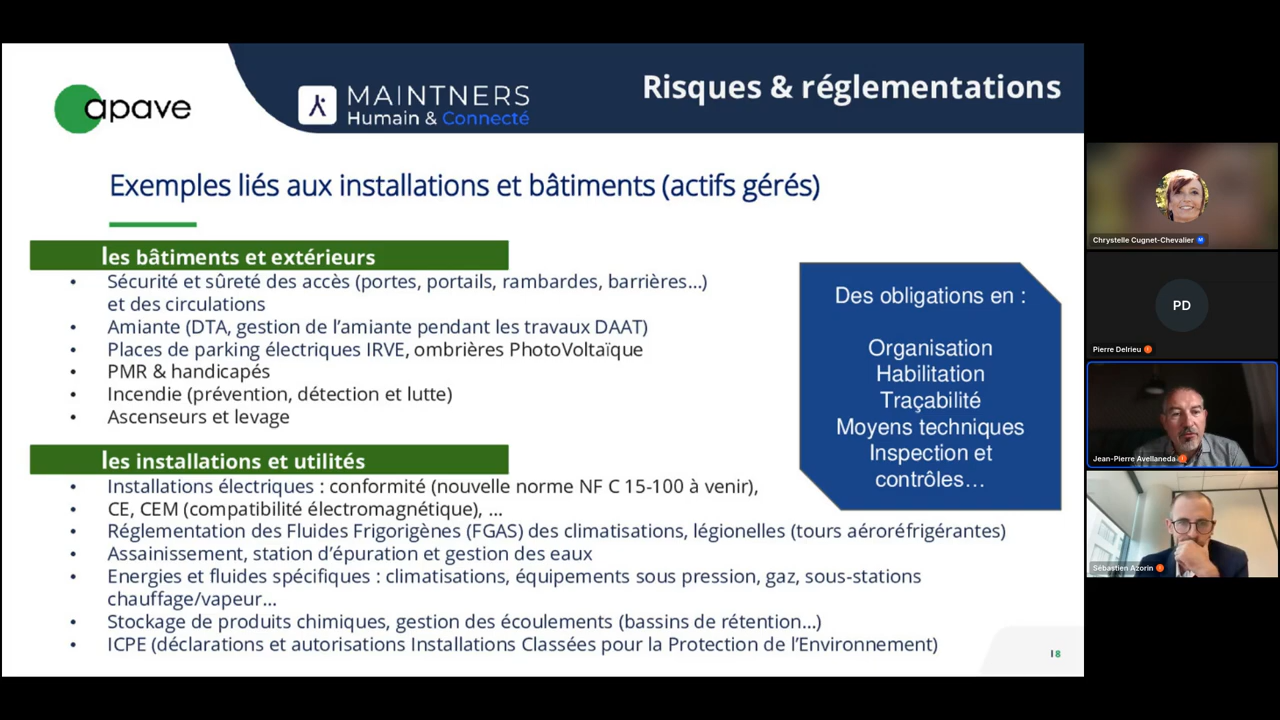 apave
MAINTNERS
Humain & Connecté
Risques & réglementations
Exemples liés aux installations et bâtiments (actifs gérés)
les bâtiments et extérieurs
• Sécurité et sûreté des accès (portes, portails, rambardes, barrières...)
et des circulations
• Amiante (DTA, gestion de l'amiante pendant les travaux DAAT)
• Places de parking électriques IRVE, ombrières PhotoVoltaïque
• PMR & handicapés
• Incendie (prévention, détection et lutte)
• Ascenseurs et levage
Des obligations en :
Organisation
Habilitation
Traçabilité
Moyens techniques
Inspection et
contrôles...
les installations et utilités
• Installations électriques : conformité (nouvelle norme NF C 15-100 à venir),
• CE, CEM (compatibilité électromagnétique), ...
• Réglementation des Fluides Frigorigènes (FGAS) des climatisations, légionelles (tours aéroréfrigérantes)
• Assainissement, station d'épuration et gestion des eaux
• Energies et fluides spécifiques : climatisations, équipements sous pression, gaz, sous-stations
chauffage/vapeur...
• Stockage de produits chimiques, gestion des écoulements (bassins de rétention...)
• ICPE (déclarations et autorisations Installations Classées pour la Protection de l'Environnement)
I 8
Chrystelle Cugnet-Chevalier
PD
Pierre Delrieu
Jean-Pierre Avellaneda
Sébastien Azorin